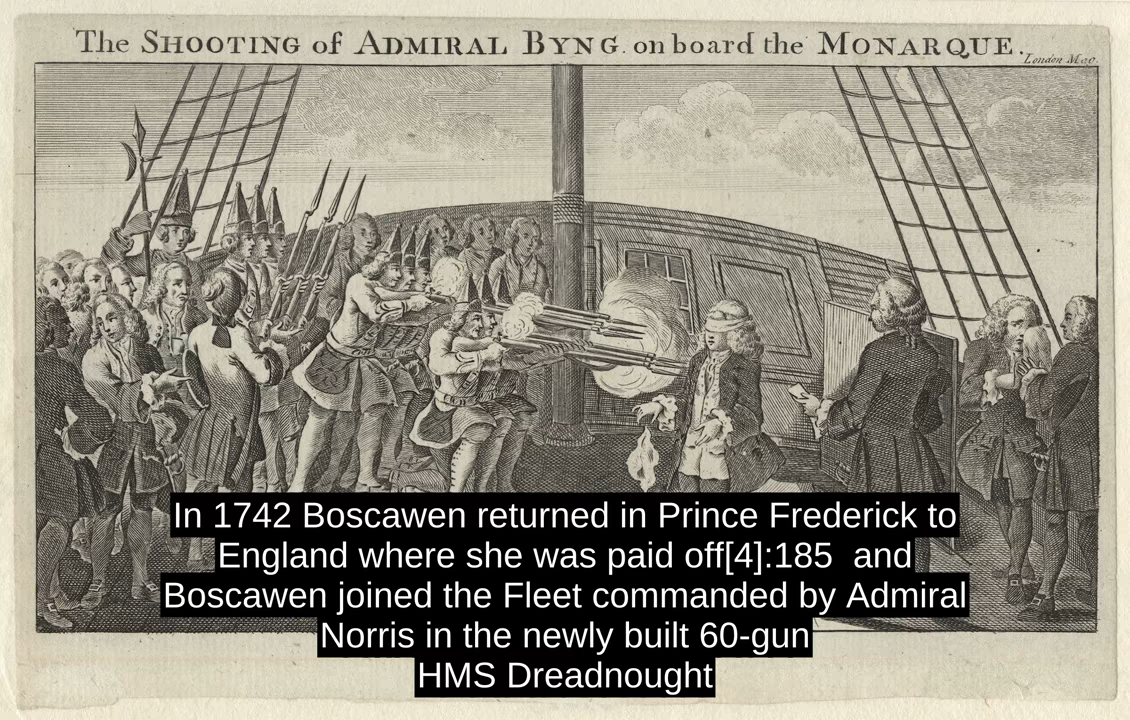 The SHOOTING of ADMIRAL BYNG. on board the MONARQUE.
London Mag.
In 1742 Boscawen returned in Prince Frederick to
England where she was paid off[4]:185  and
Boscawen joined the Fleet commanded by Admiral
Norris in the newly built 60-gun
HMS Dreadnought